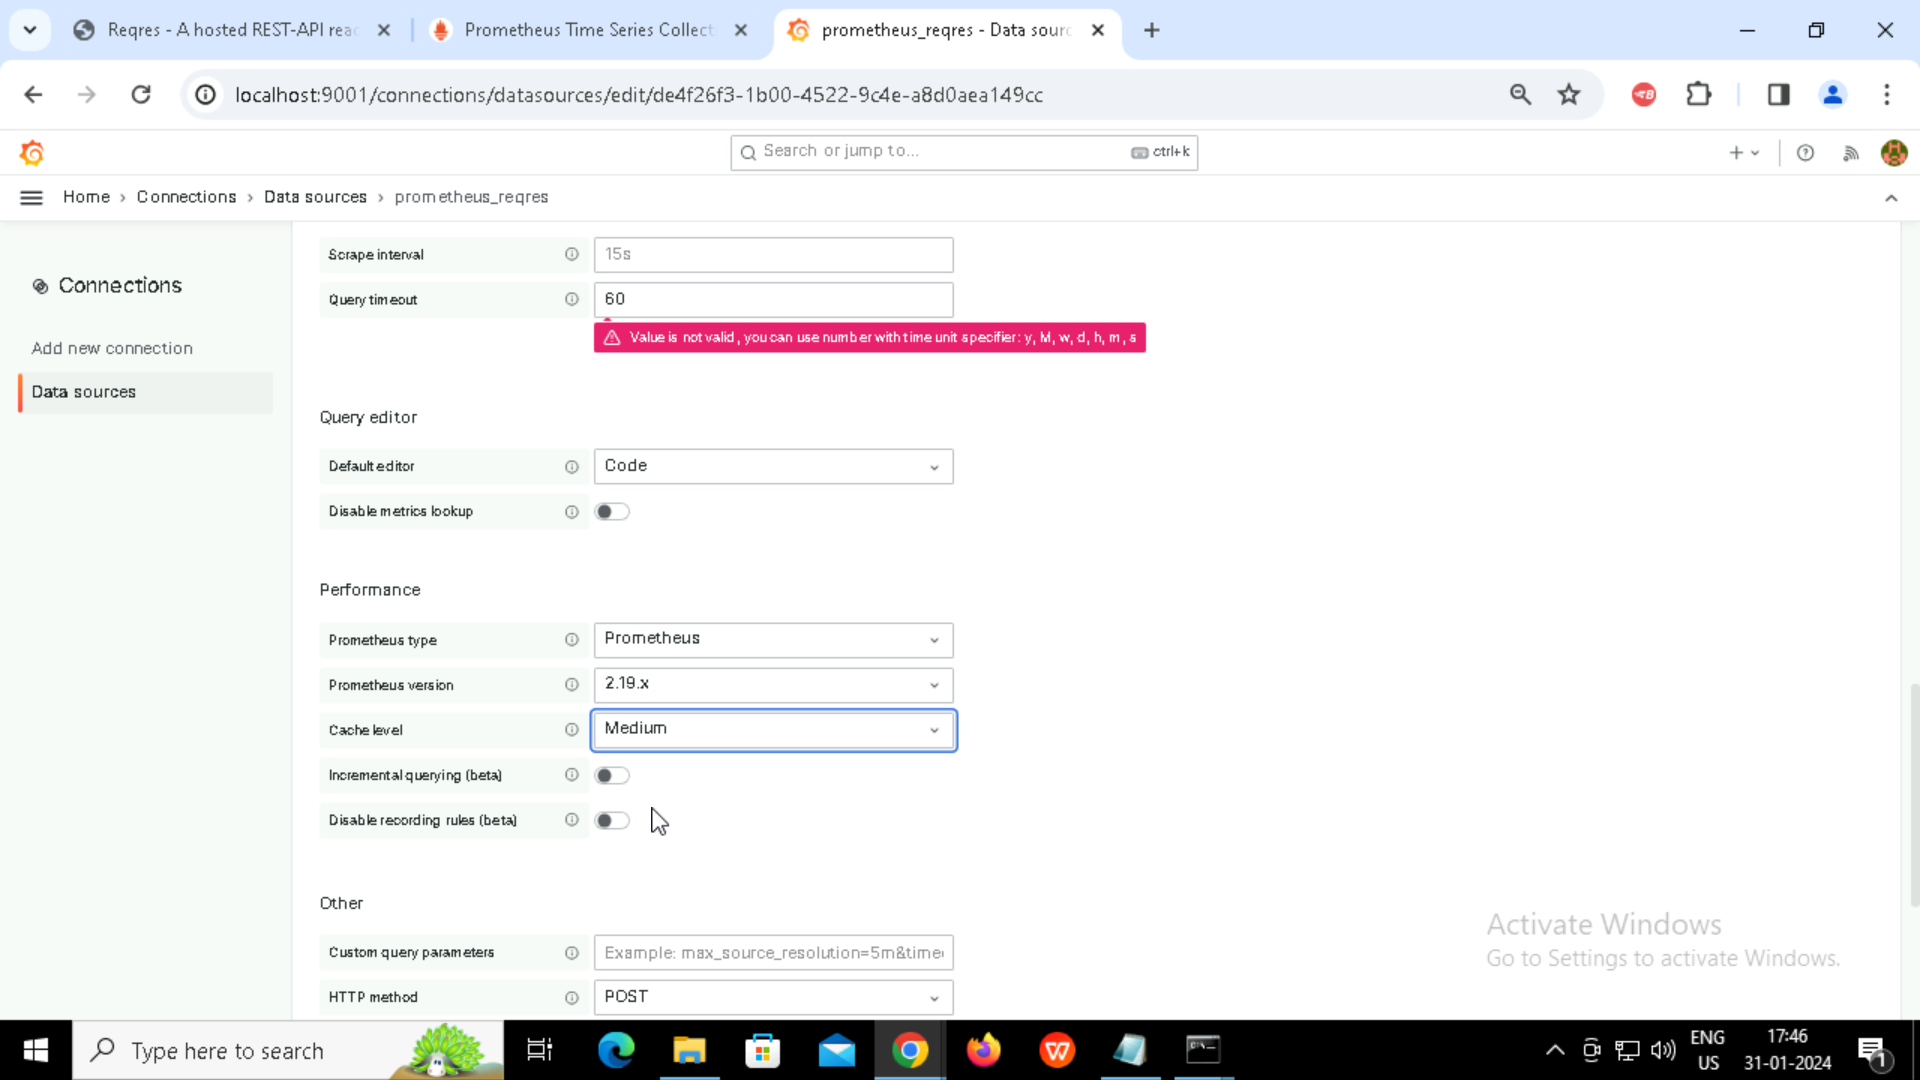 Reqres - A hosted REST-API rea
Prometheus Time Series Collect
prometheus_reqres - Data sourc
localhost:9001/connections/datasources/edit/de4f26f3-1b00-4522-9c4e-a8d0aea149cc
Search or jump to...
ctrl+k
Home › Connections › Data sources › prometheus_reqres
Connections
Add new connection
Data sources
Scrape interval
15s
Query timeout
60
Value is not valid, you can use number with time unit specifier: y, M, w, d, h, m, s
Query editor
Default editor
Code
Disable metrics lookup
Performance
Prometheus type
Prometheus
Prometheus version
2.19.x
Cache level
Medium
Incremental querying (beta)
Disable recording rules (beta)
Other
Custom query parameters
Example: max_source_resolution=5m&time
HTTP method
POST
Activate Windows
Go to Settings to activate Windows.
Type here to search
ENG
US
17:46
31-01-2024
1